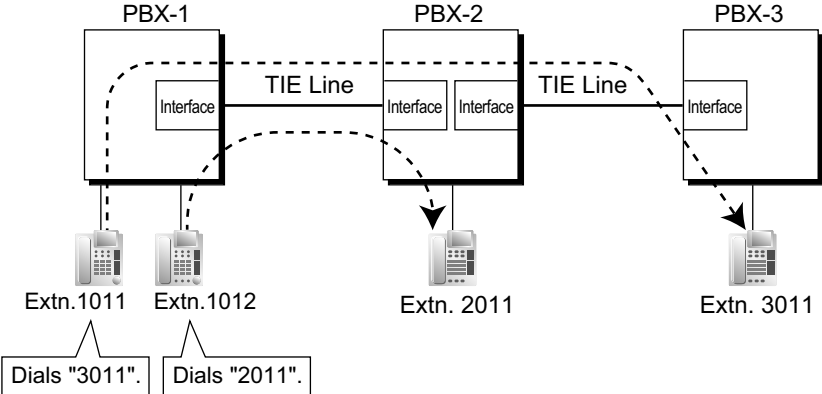 PBX-1
PBX-2
PBX-3
TIE Line
TIE Line
Interface
Interface
Interface
Interface
Extn.1011
Extn.1012
Extn. 2011
Extn. 3011
Dials "3011".
Dials "2011".